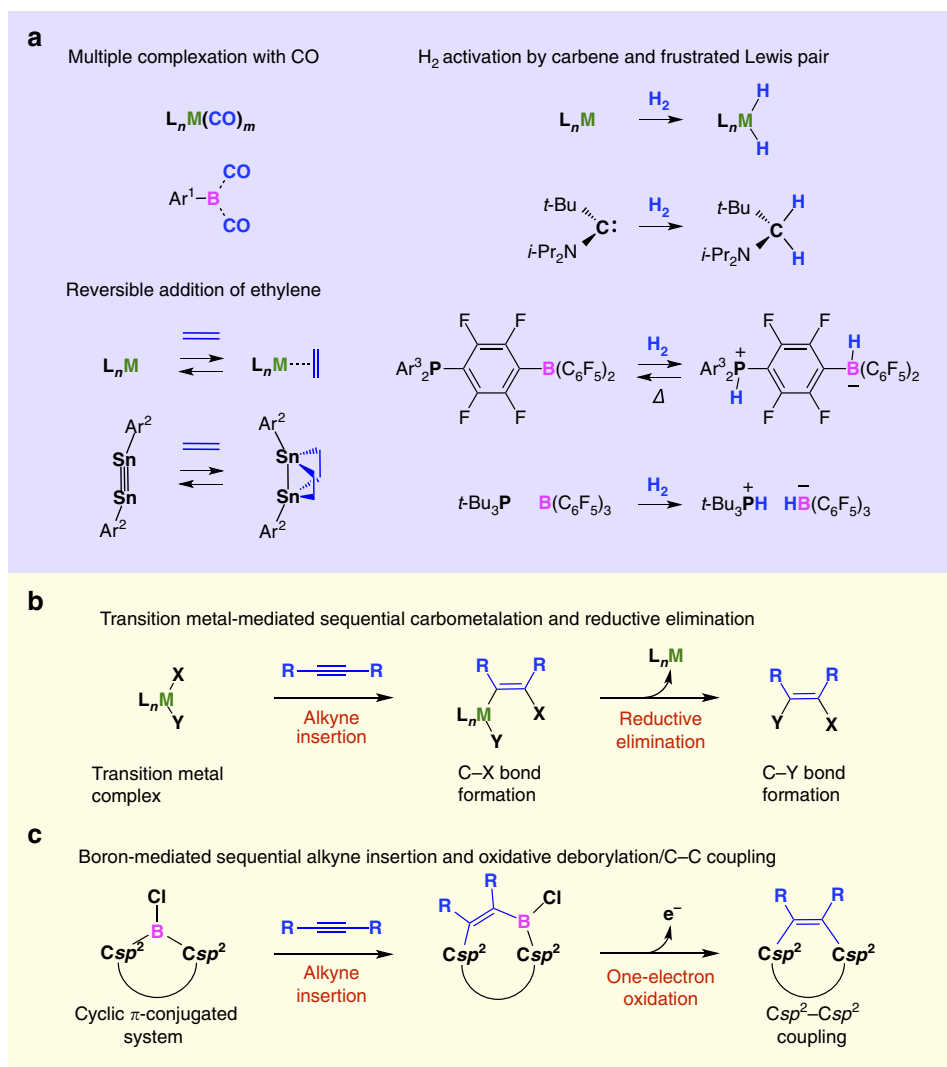 a
Multiple complexation with CO
LₙM(CO)ₘ
Ar¹–B
CO
CO
Reversible addition of ethylene
LₙM
LₙM
Ar²
Sn
Sn
Ar²
Ar²
Sn
Sn
Ar²
H₂ activation by carbene and frustrated Lewis pair
LₙM
H₂
LₙM
H
H
t-Bu
i-Pr₂N
C:
H₂
t-Bu
i-Pr₂N
C
H
H
F F
Ar³₂P
B(C₆F₅)₂
F F
H₂
Δ
F F
H
+
Ar³₂P
B(C₆F₅)₂
H
−
F F
t-Bu₃P B(C₆F₅)₃
H₂
+
t-Bu₃PH
−
HB(C₆F₅)₃
b
Transition metal-mediated sequential carbometalation and reductive elimination
X
LₙM
Y
Transition metal
complex
R R
Alkyne
insertion
R R
LₙM
X
Y
C–X bond
formation
LₙM
Reductive
elimination
R R
Y X
C–Y bond
formation
c
Boron-mediated sequential alkyne insertion and oxidative deborylation/C–C coupling
Cl
B
Csp² Csp²
Cyclic π-conjugated
system
R R
Alkyne
insertion
R
R
Cl
B
Csp² Csp²
e⁻
One-electron
oxidation
R R
Csp² Csp²
Csp²–Csp²
coupling